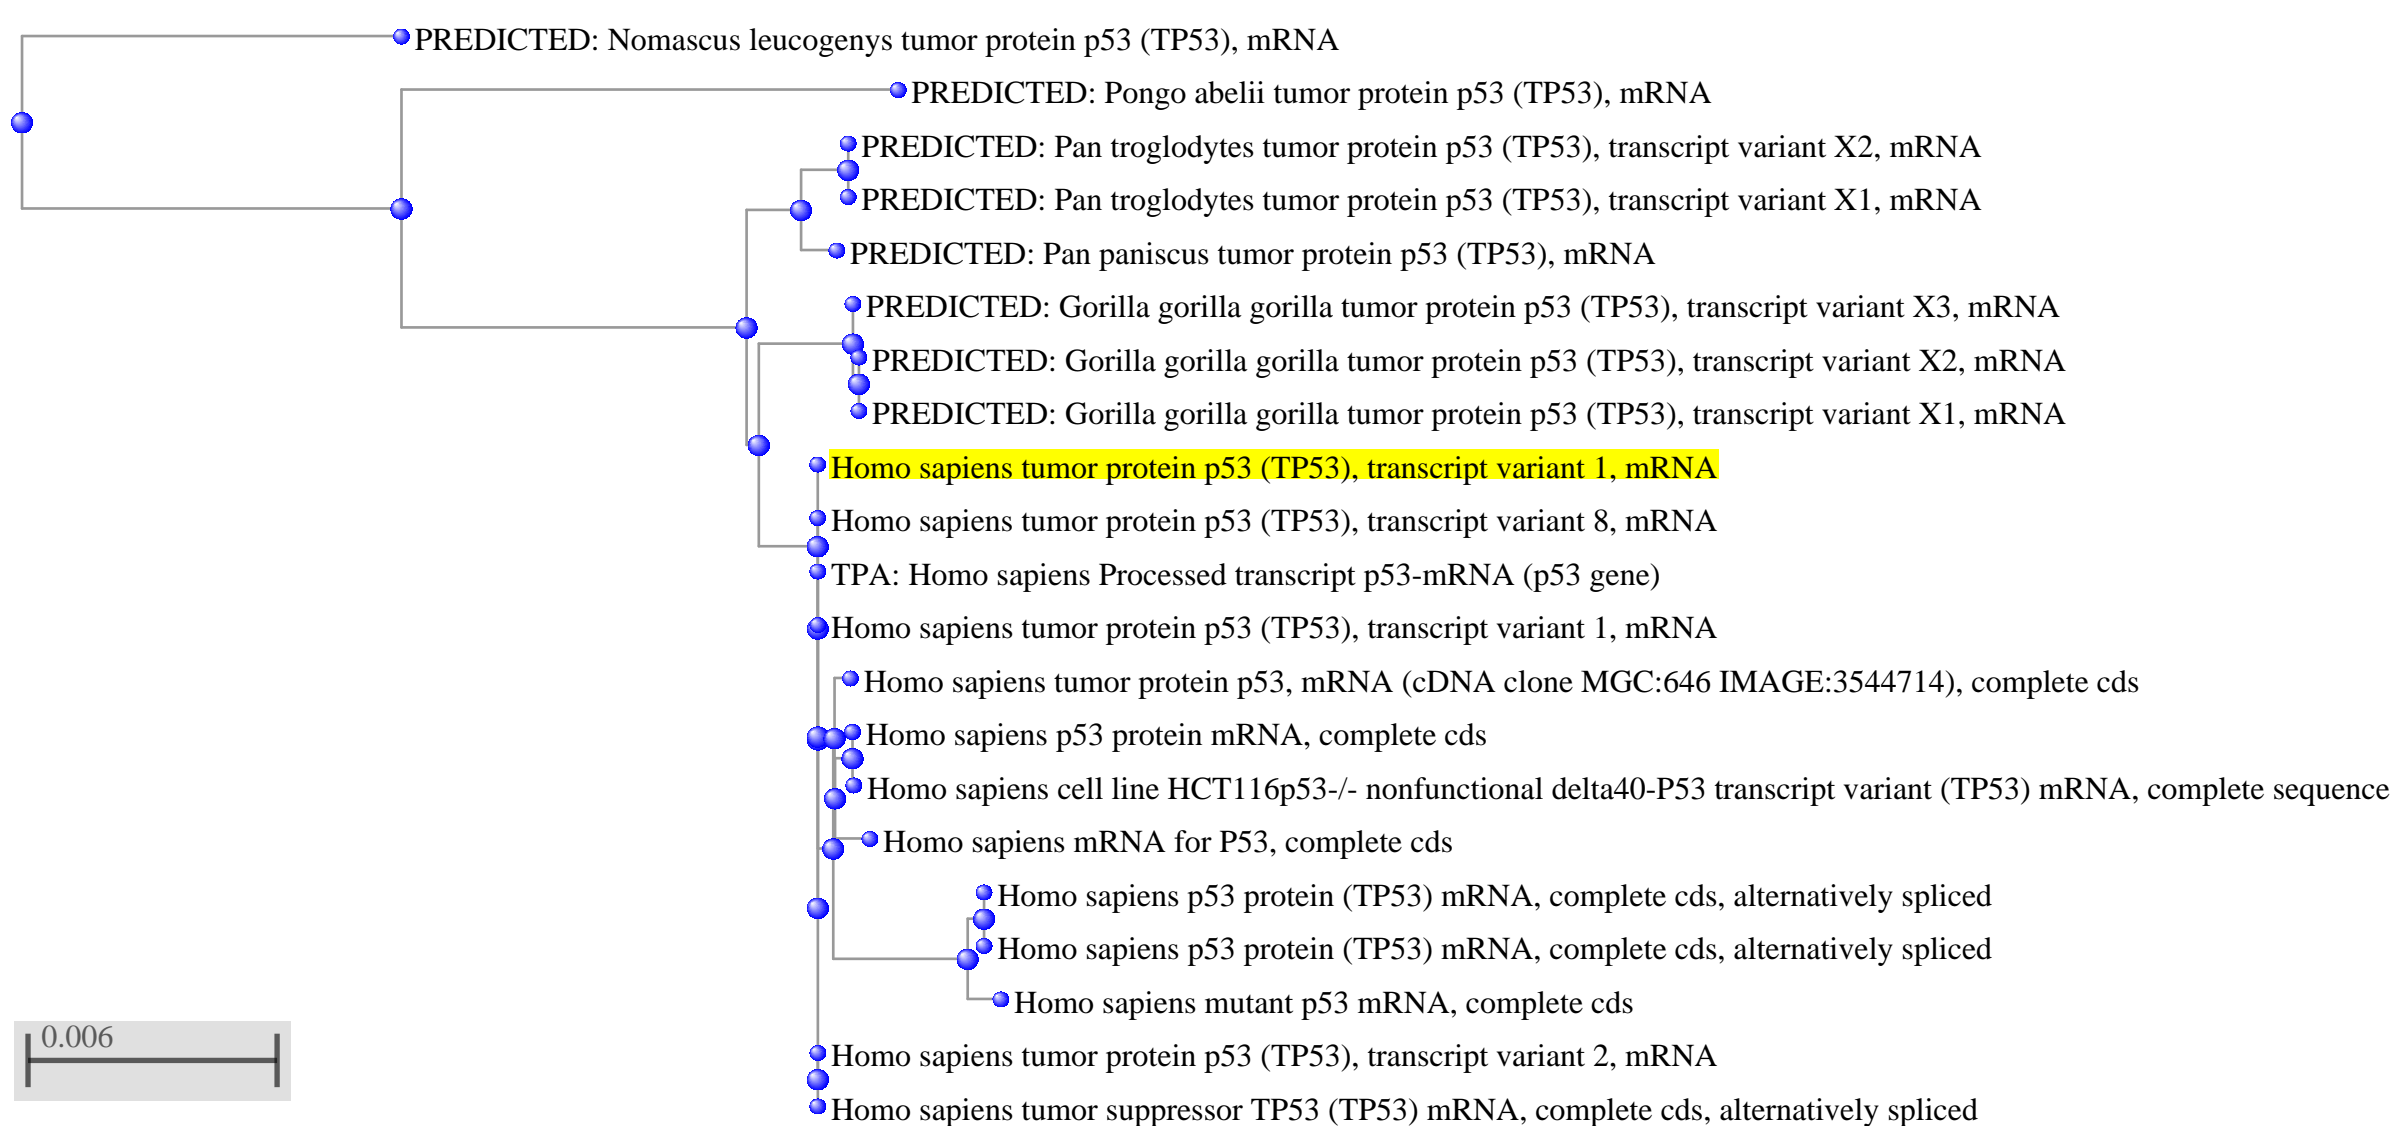 PREDICTED: Nomascus leucogenys tumor protein p53 (TP53), mRNA
PREDICTED: Pongo abelii tumor protein p53 (TP53), mRNA
PREDICTED: Pan troglodytes tumor protein p53 (TP53), transcript variant X2, mRNA
PREDICTED: Pan troglodytes tumor protein p53 (TP53), transcript variant X1, mRNA
PREDICTED: Pan paniscus tumor protein p53 (TP53), mRNA
PREDICTED: Gorilla gorilla gorilla tumor protein p53 (TP53), transcript variant X3, mRNA
PREDICTED: Gorilla gorilla gorilla tumor protein p53 (TP53), transcript variant X2, mRNA
PREDICTED: Gorilla gorilla gorilla tumor protein p53 (TP53), transcript variant X1, mRNA
Homo sapiens tumor protein p53 (TP53), transcript variant 1, mRNA
Homo sapiens tumor protein p53 (TP53), transcript variant 8, mRNA
TPA: Homo sapiens Processed transcript p53-mRNA (p53 gene)
Homo sapiens tumor protein p53 (TP53), transcript variant 1, mRNA
Homo sapiens tumor protein p53, mRNA (cDNA clone MGC:646 IMAGE:3544714), complete cds
Homo sapiens p53 protein mRNA, complete cds
Homo sapiens cell line HCT116p53-/- nonfunctional delta40-P53 transcript variant (TP53) mRNA, complete sequence
Homo sapiens mRNA for P53, complete cds
Homo sapiens p53 protein (TP53) mRNA, complete cds, alternatively spliced
Homo sapiens p53 protein (TP53) mRNA, complete cds, alternatively spliced
Homo sapiens mutant p53 mRNA, complete cds
0.006
Homo sapiens tumor protein p53 (TP53), transcript variant 2, mRNA
Homo sapiens tumor suppressor TP53 (TP53) mRNA, complete cds, alternatively spliced